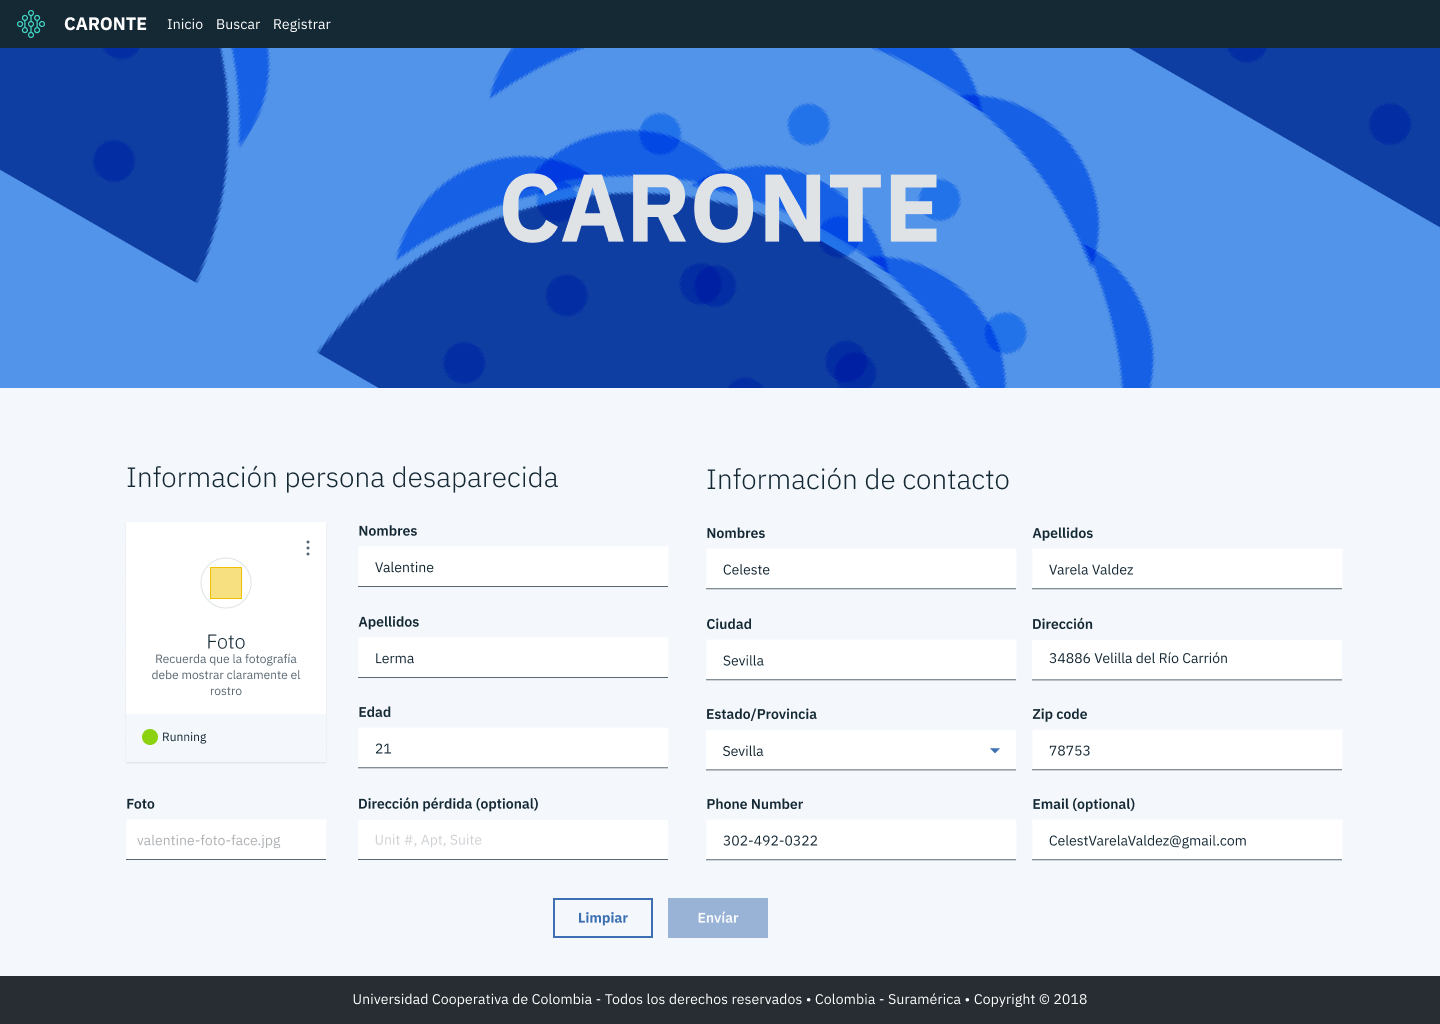 CARONTE Inicio Buscar Registrar
CARONTE
Información persona desaparecida
Foto
Recuerda que la fotografía
debe mostrar claramente el
rostro
Running
Foto
valentine-foto-face.jpg
Nombres
Valentine
Apellidos
Lerma
Edad
21
Dirección pérdida (optional)
Unit #, Apt, Suite
Información de contacto
Nombres
Celeste
Apellidos
Varela Valdez
Ciudad
Sevilla
Dirección
34886 Velilla del Río Carrión
Estado/Provincia
Sevilla
Zip code
78753
Phone Number
302-492-0322
Email (optional)
CelestVarelaValdez@gmail.com
Limpiar
Envíar
Universidad Cooperativa de Colombia - Todos los derechos reservados • Colombia - Suramérica • Copyright © 2018